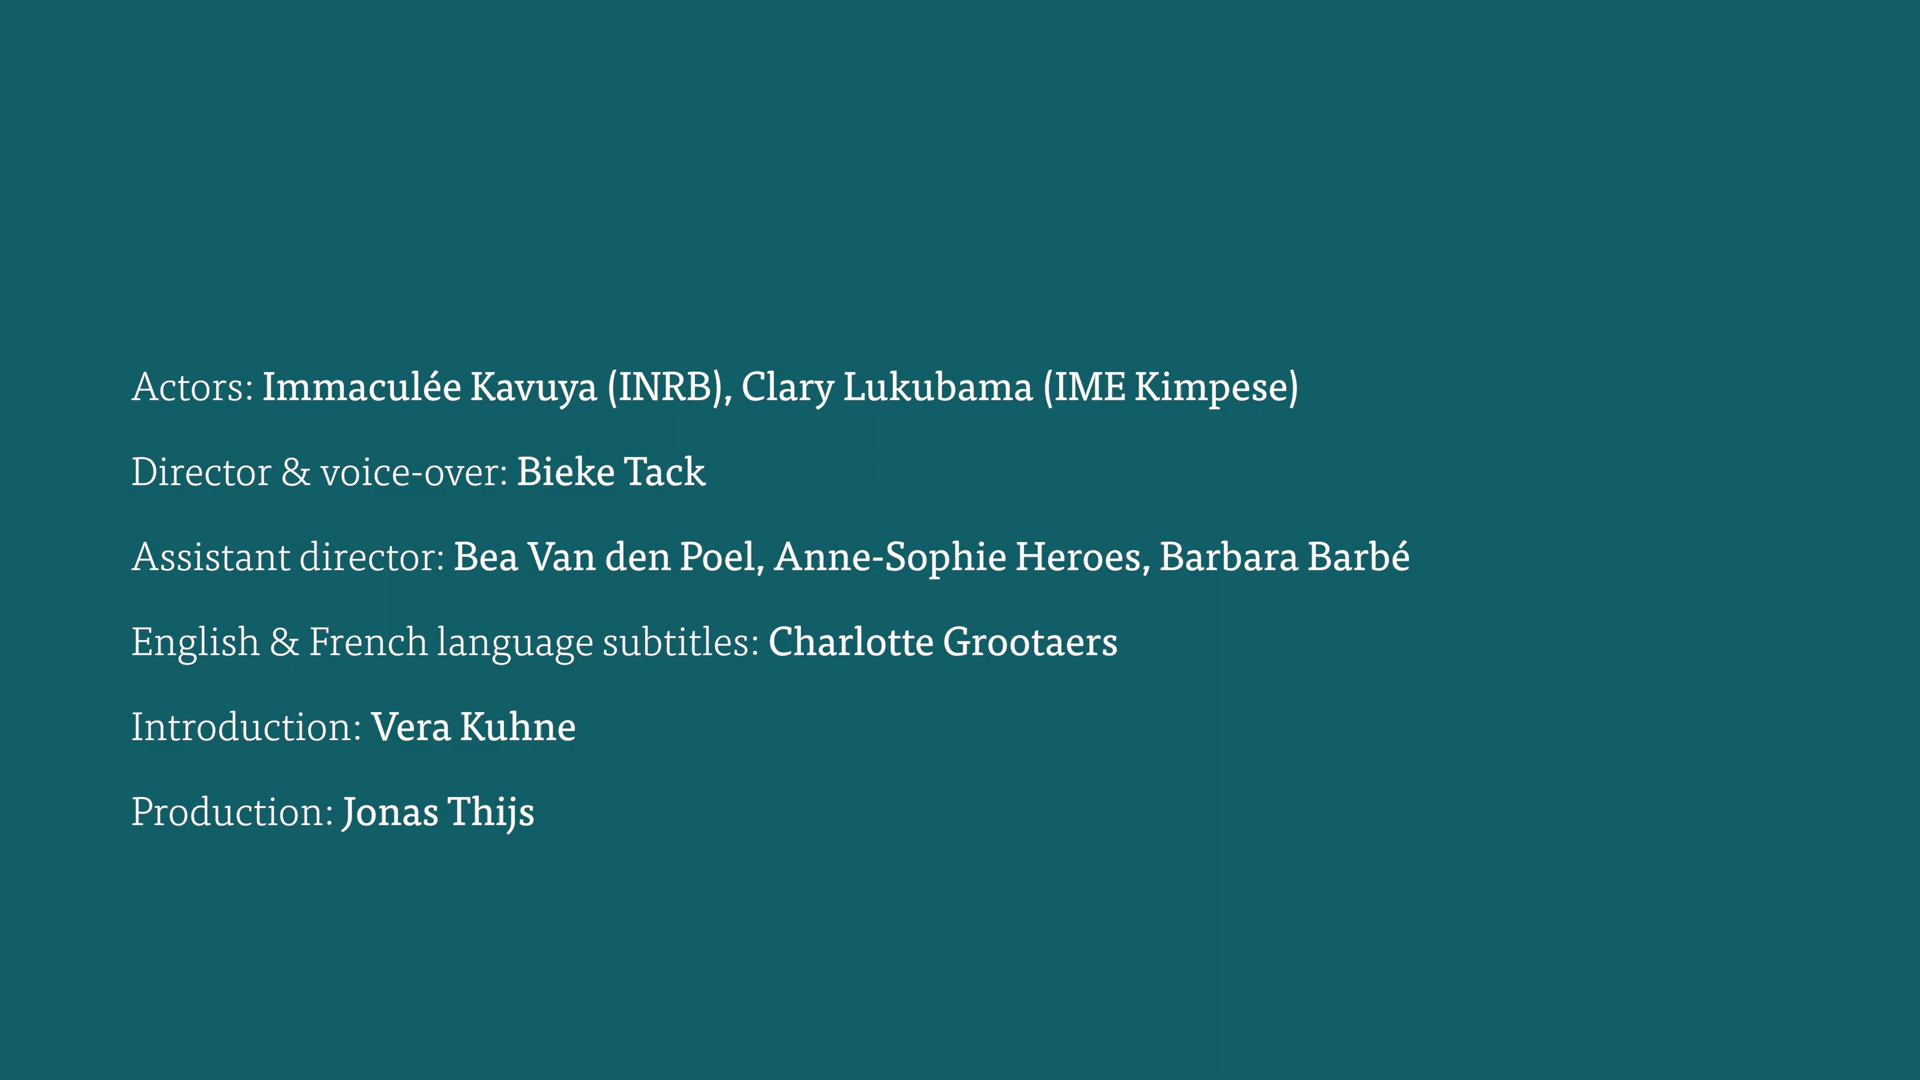 Actors: Immaculée Kavuya (INRB), Clary Lukubama (IME Kimpese)
Director & voice-over: Bieke Tack
Assistant director: Bea Van den Poel, Anne-Sophie Heroes, Barbara Barbé
English & French language subtitles: Charlotte Grootaers
Introduction: Vera Kuhne
Production: Jonas Thijs